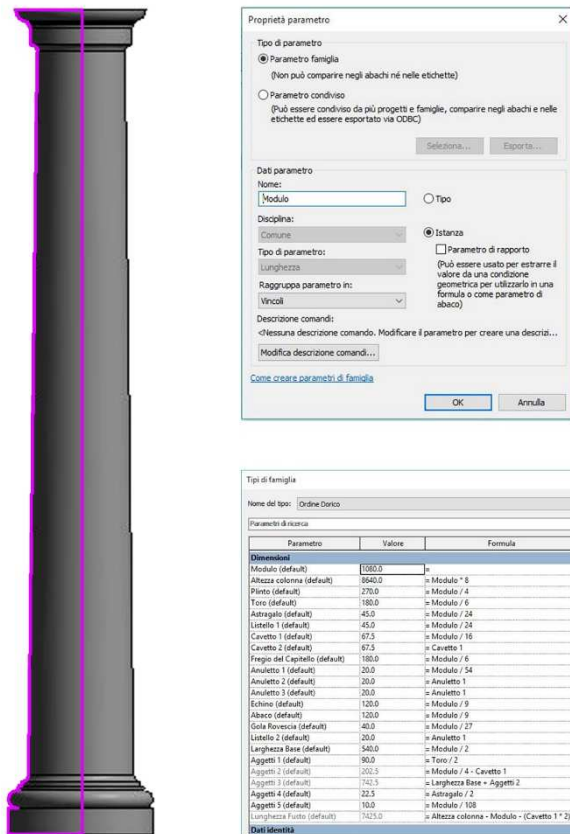 Proprietà parametro
Tipo di parametro
Parametro famiglia
(Non può comparire negli abachi né nelle etichette)
Parametro condiviso
(Può essere condiviso da più progetti e famiglie, comparire negli abachi e nelle
etichette ed essere esportato via ODBC)
Seleziona... Esporta...
Dati parametro
Nome:
Modulo
Tipo
Disciplina:
Comune
Istanza
Tipo di parametro:
Parametro di rapporto
Lunghezza
(Può essere usato per estrarre il
valore da una condizione
geometrica per utilizzarlo in una
formula o come parametro di
abaco)
Raggruppa parametro in:
Vincoli
Descrizione comandi:
<Nessuna descrizione comando. Modificare il parametro per creare una descrizi...
Modifica descrizione comandi...
Come creare parametri di famiglia
OK Annulla
Tipi di famiglia
Nome del tipo: Ordine Dorico
Parametri di ricerca
Parametro Valore Formula
Dimensioni
Modulo (default) 1080.0 =
Altezza colonna (default) 8640.0 = Modulo * 8
Plinto (default) 270.0 = Modulo / 4
Toro (default) 180.0 = Modulo / 6
Astragalo (default) 45.0 = Modulo / 24
Listello 1 (default) 45.0 = Modulo / 24
Cavetto 1 (default) 67.5 = Modulo / 16
Cavetto 2 (default) 67.5 = Cavetto 1
Fregio del Capitello (default) 180.0 = Modulo / 6
Anuletto 1 (default) 20.0 = Modulo / 54
Anuletto 2 (default) 20.0 = Anuletto 1
Anuletto 3 (default) 20.0 = Anuletto 1
Echino (default) 120.0 = Modulo / 9
Abaco (default) 120.0 = Modulo / 9
Gola Rovescia (default) 40.0 = Modulo / 27
Listello 2 (default) 20.0 = Anuletto 1
Larghezza Base (default) 540.0 = Modulo / 2
Aggetti 1 (default) 90.0 = Toro / 2
Aggetti 2 (default) 202.5 = Modulo / 4 - Cavetto 1
Aggetti 3 (default) 742.5 = Larghezza Base + Aggetti 2
Aggetti 4 (default) 22.5 = Astragalo / 2
Aggetti 5 (default) 10.0 = Modulo / 108
Lunghezza Fusto (default) 7425.0 = Altezza colonna - Modulo - (Cavetto 1 * 2)
Dati identità